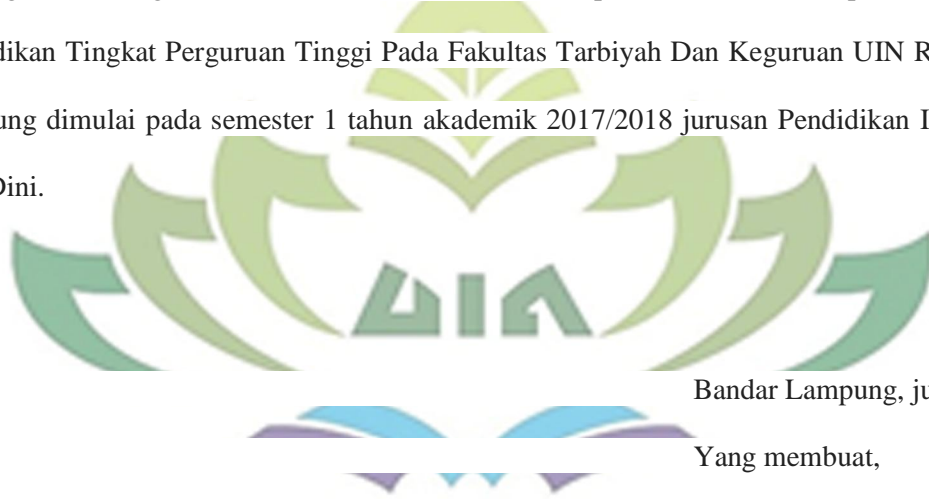 dikan Tingkat Perguruan Tinggi Pada Fakultas Tarbiyah Dan Keguruan UIN R
ung dimulai pada semester 1 tahun akademik 2017/2018 jurusan Pendidikan I
Dini.
UIN
Bandar Lampung, ju
Yang membuat,